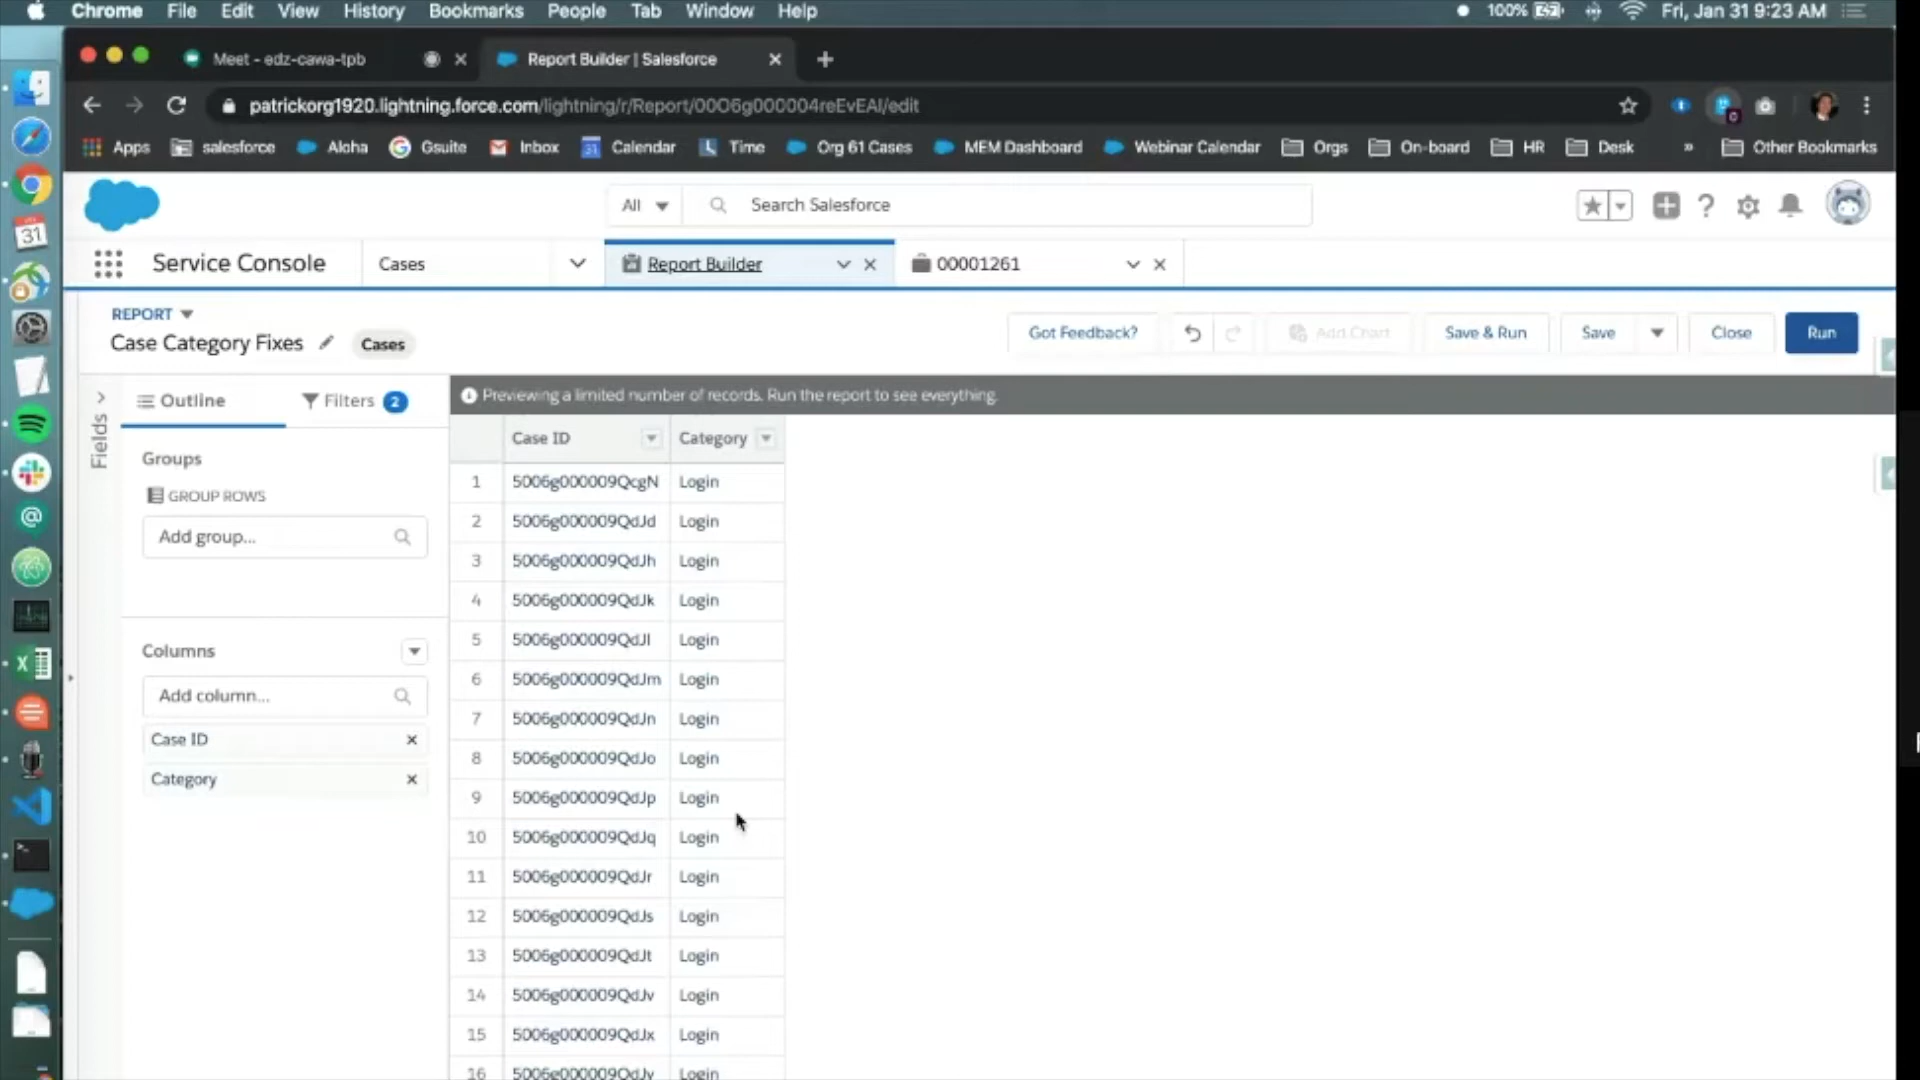 Chrome File Edit View History Bookmarks People Tab Window Help 100% Fri, Jan 31 9:23 AM
Meet - edz-cawa-tpb Report Builder | Salesforce
patrickorg1920.lightning.force.com/lightning/r/Report/00O6g000004reEvEAI/edit
Apps salesforce Aloha Gsuite Inbox Calendar Time Org 61 Cases MEM Dashboard Webinar Calendar Orgs On-board HR Desk » Other Bookmarks
All Search Salesforce
Service Console Cases Report Builder 00001261
REPORT
Case Category Fixes Cases
Got Feedback? Add Chart Save & Run Save Close Run
Fields
Outline Filters 2
Previewing a limited number of records. Run the report to see everything.
Groups
GROUP ROWS
Add group...
Columns
Add column...
Case ID
Category
Case ID Category
1 5006g000009QcgN Login
2 5006g000009QdJd Login
3 5006g000009QdJh Login
4 5006g000009QdJk Login
5 5006g000009QdJl Login
6 5006g000009QdJm Login
7 5006g000009QdJn Login
8 5006g000009QdJo Login
9 5006g000009QdJp Login
10 5006g000009QdJq Login
11 5006g000009QdJr Login
12 5006g000009QdJs Login
13 5006g000009QdJt Login
14 5006g000009QdJv Login
15 5006g000009QdJx Login
16 5006g000009QdJy Login